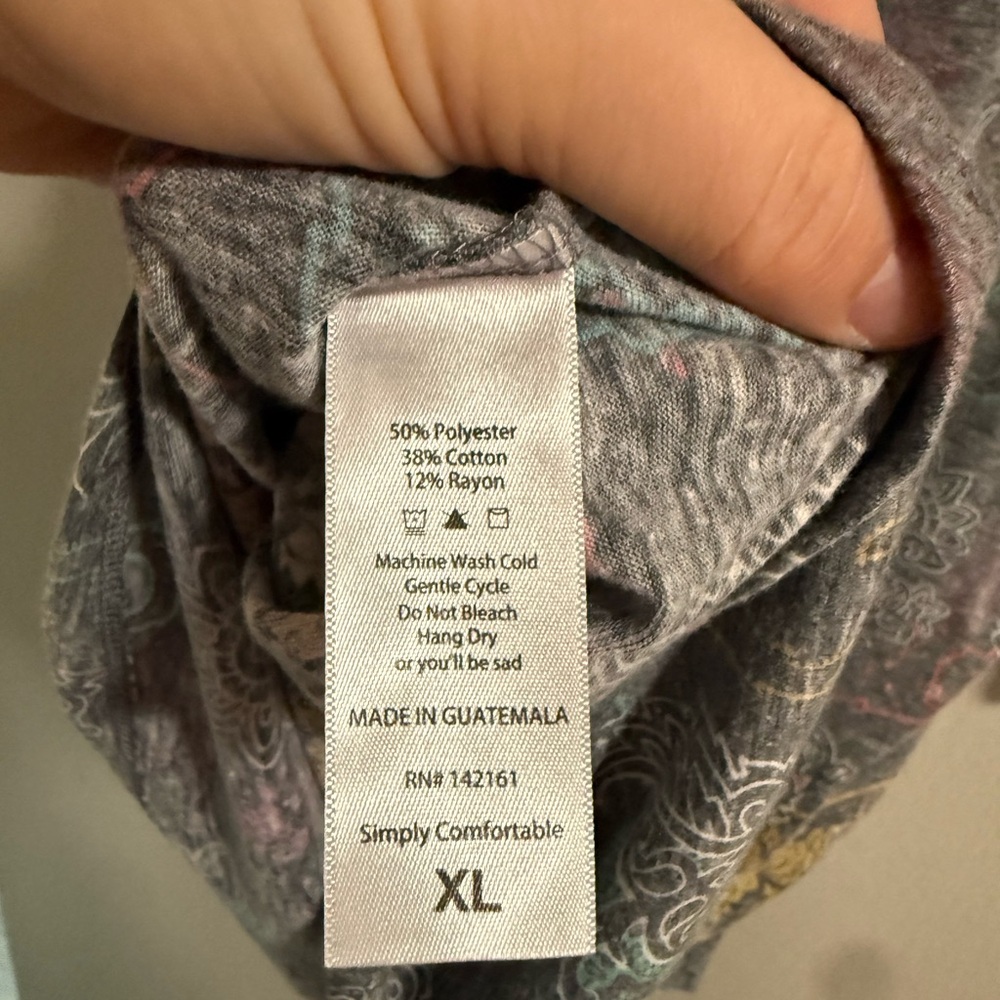 50% Polyester
38% Cotton
12% Rayon
Machine Wash Cold
Gentle Cycle
Do Not Bleach
Hang Dry
or you'll be sad
MADE IN GUATEMALA
RN# 142161
Simply Comfortable
XL